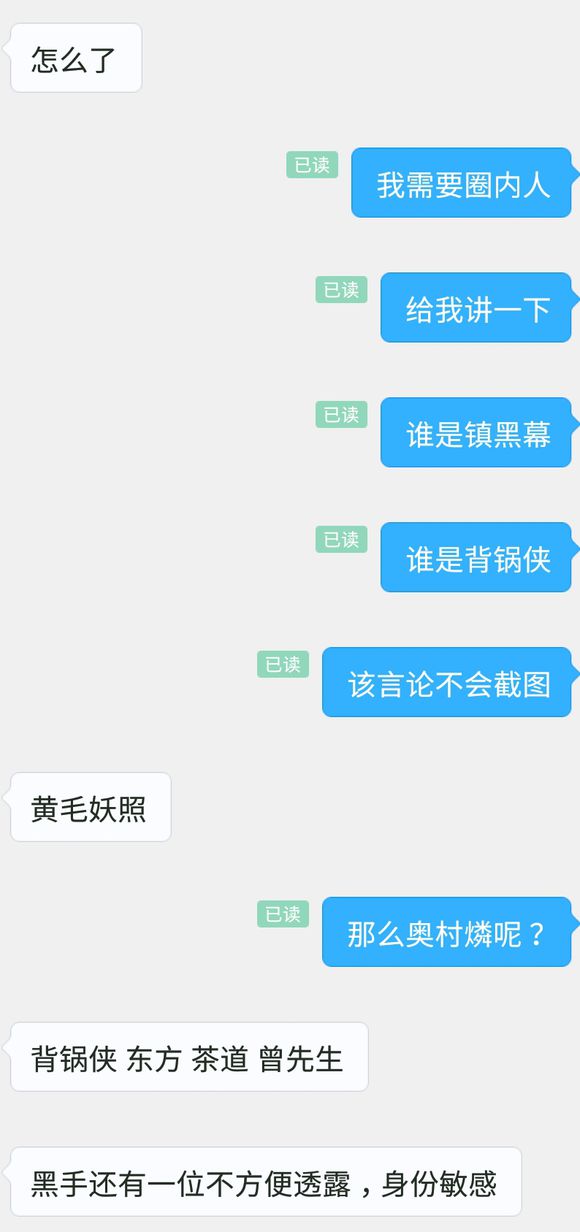 怎么了
已读
我需要圈内人
已读
给我讲一下
已读
谁是镇黑幕
已读
谁是背锅侠
已读
该言论不会截图
黄毛妖照
已读
那么奥村燐呢？
背锅侠 东方 茶道 曾先生
黑手还有一位不方便透露，身份敏感